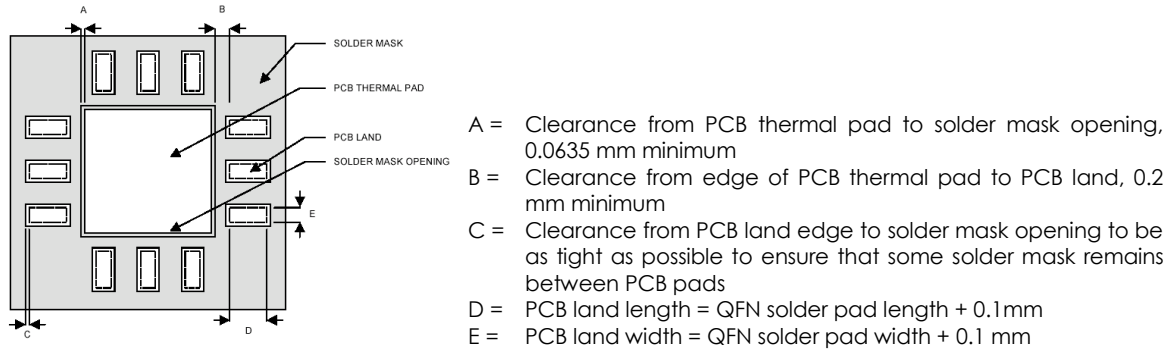 A
B
SOLDER MASK
PCB THERMAL PAD
PCB LAND
SOLDER MASK OPENING
E
C
D
A = Clearance from PCB thermal pad to solder mask opening,
0.0635 mm minimum
B = Clearance from edge of PCB thermal pad to PCB land, 0.2
mm minimum
C = Clearance from PCB land edge to solder mask opening to be
as tight as possible to ensure that some solder mask remains
between PCB pads
D = PCB land length = QFN solder pad length + 0.1mm
E = PCB land width = QFN solder pad width + 0.1 mm